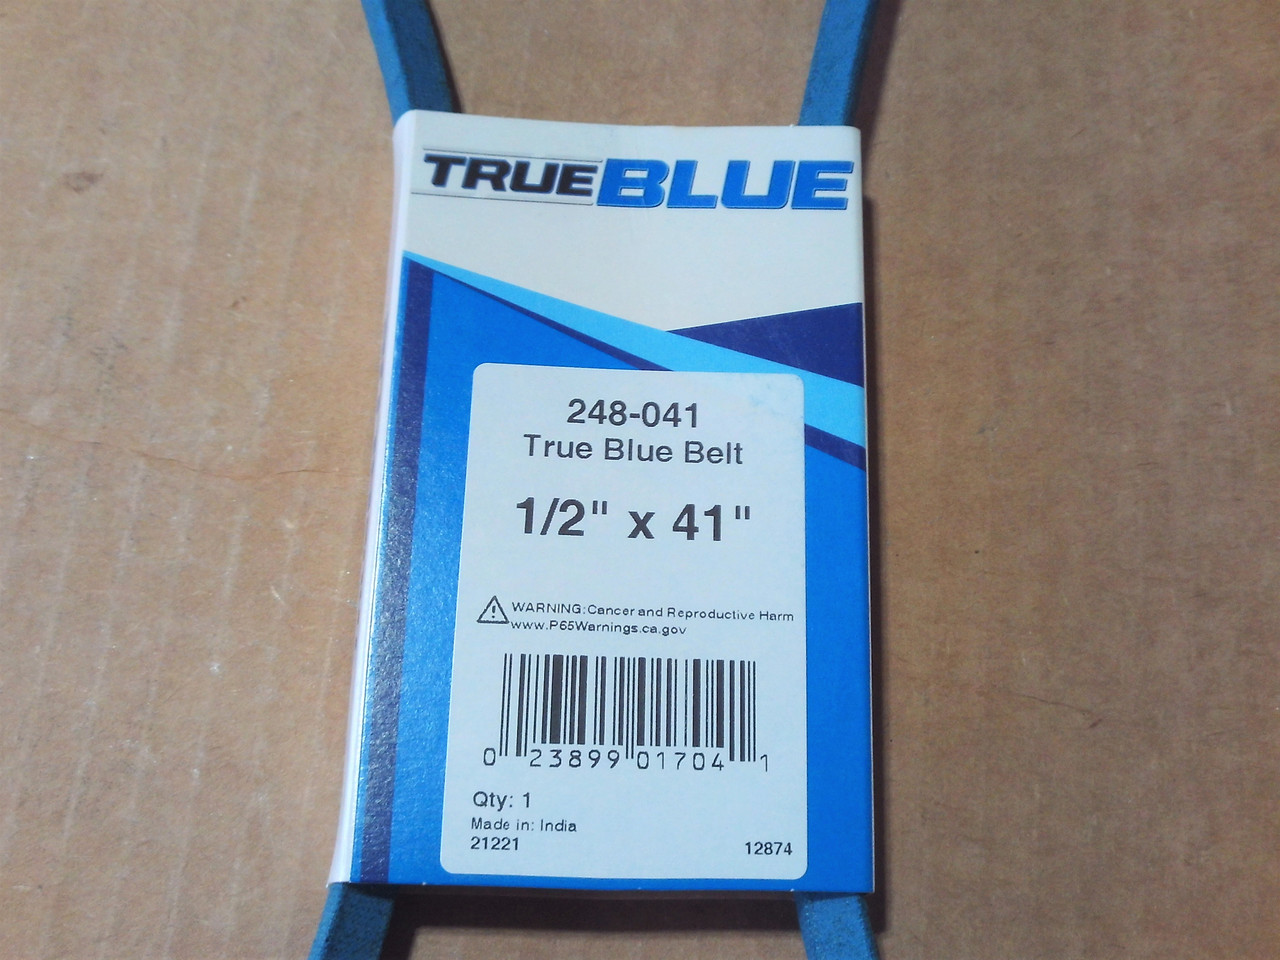 TRUEBLUE
248-041
True Blue Belt
1/2" x 41"
WARNING: Cancer and Reproductive Harm
www.P65Warnings.ca.gov
0 23899 01704 1
Qty: 1
Made in: India
21221 12874